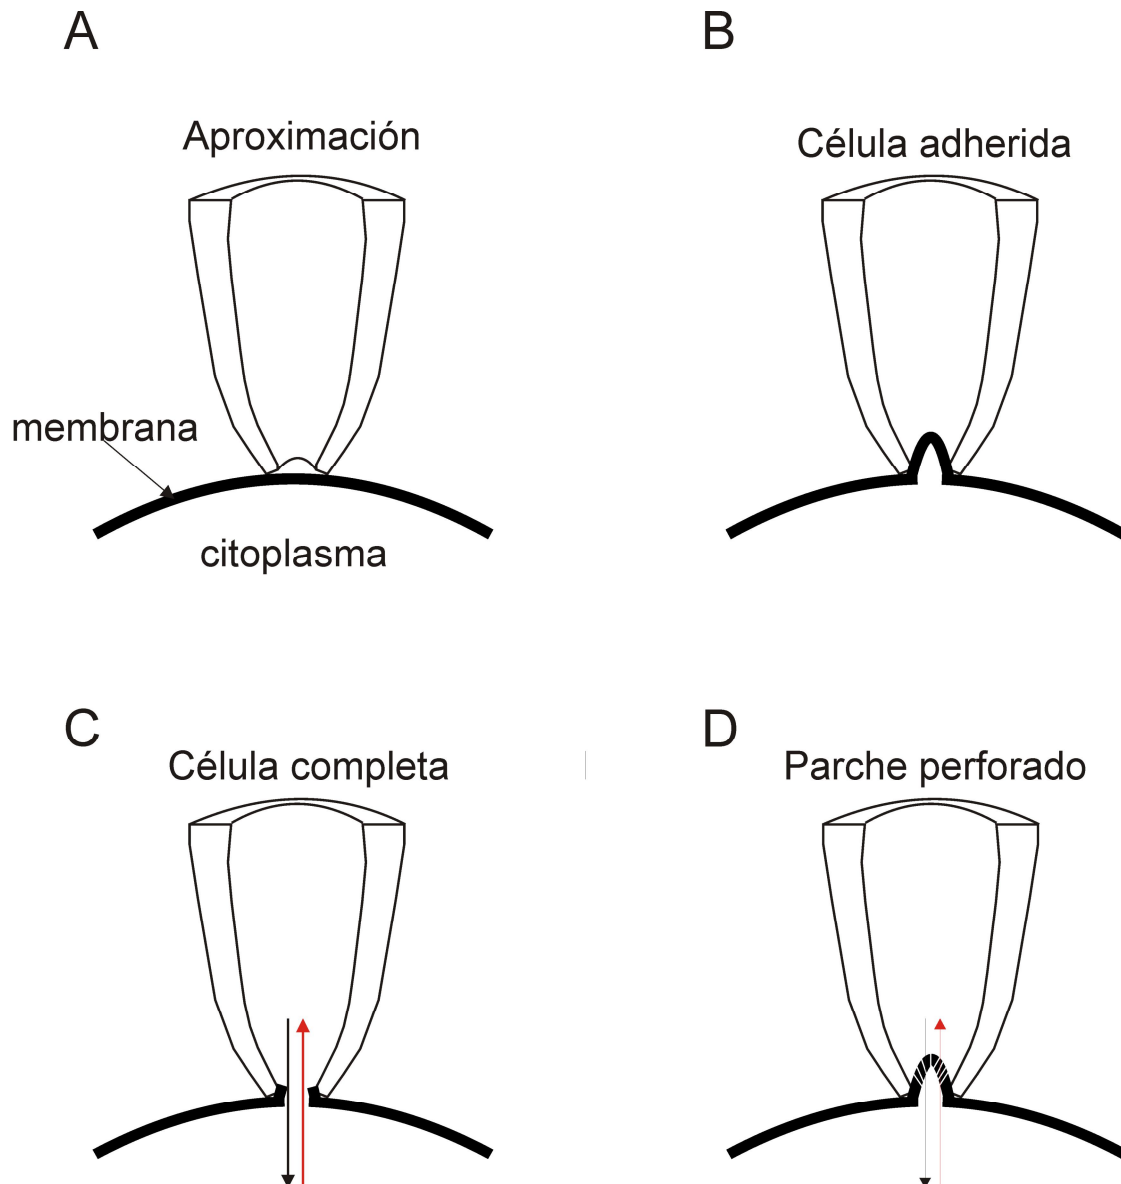 A
B
Aproximación
Célula adherida
membrana
citoplasma
C
D
Célula completa
Parche perforado